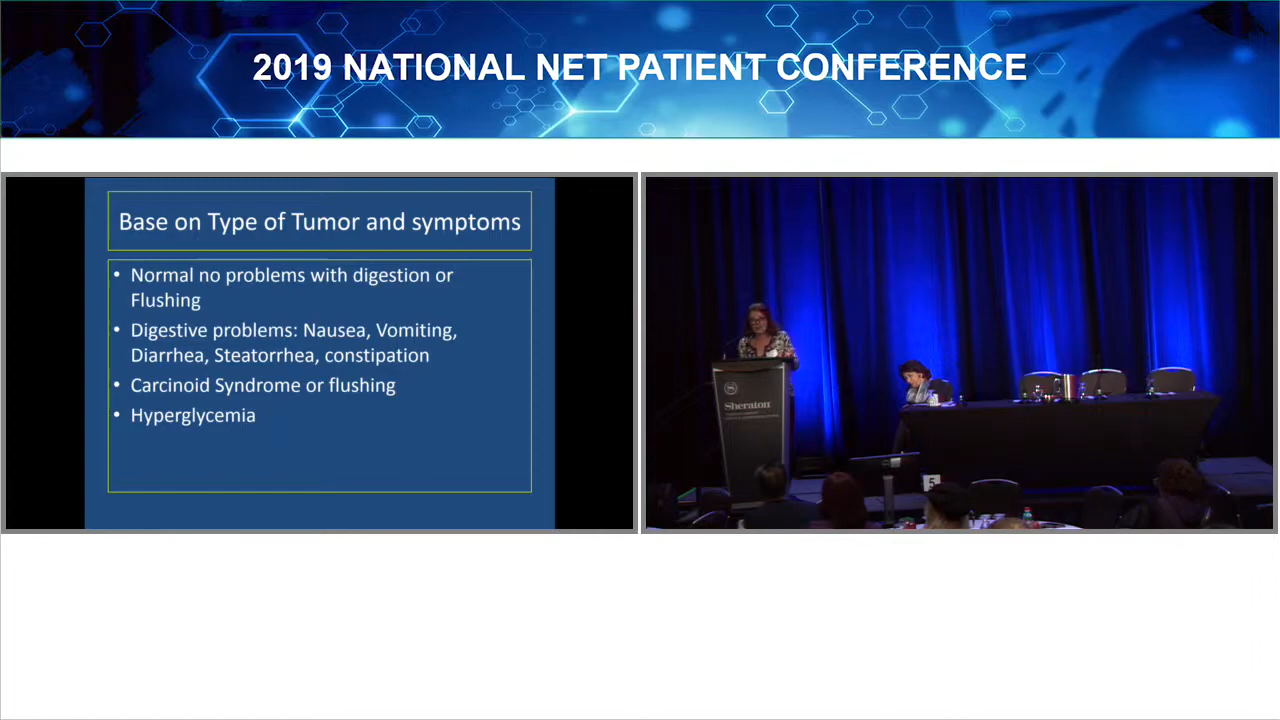 2019 NATIONAL NET PATIENT CONFERENCE
Base on Type of Tumor and symptoms
• Normal no problems with digestion or
Flushing
• Digestive problems: Nausea, Vomiting,
Diarrhea, Steatorrhea, constipation
• Carcinoid Syndrome or flushing
• Hyperglycemia
Sheraton
5